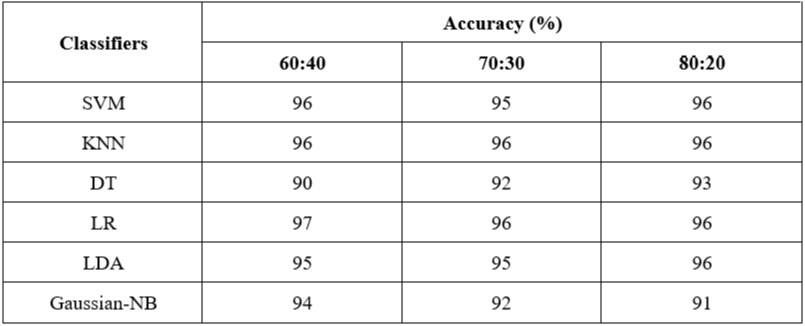 Classifiers Accuracy (%)
60:40 70:30 80:20
SVM 96 95 96
KNN 96 96 96
DT 90 92 93
LR 97 96 96
LDA 95 95 96
Gaussian-NB 94 92 91